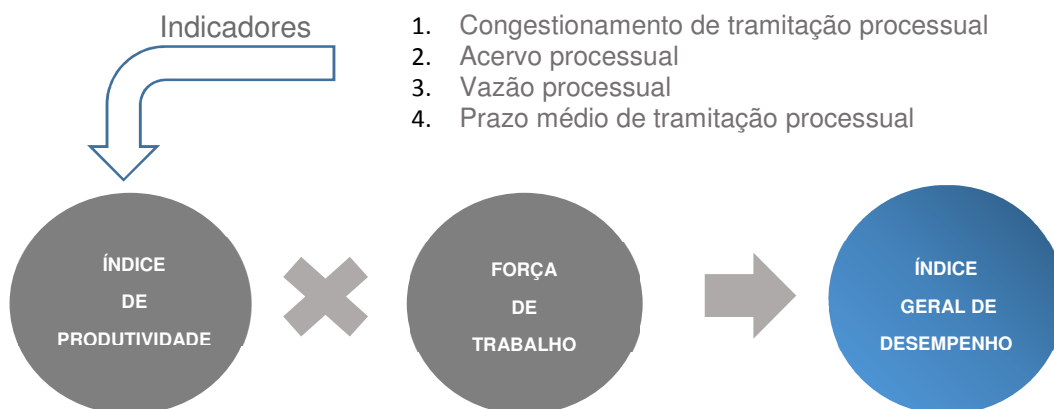 Indicadores
1. Congestionamento de tramitação processual
2. Acervo processual
3. Vazão processual
4. Prazo médio de tramitação processual
ÍNDICE
DE
PRODUTIVIDADE
FORÇA
DE
TRABALHO
ÍNDICE
GERAL DE
DESEMPENHO